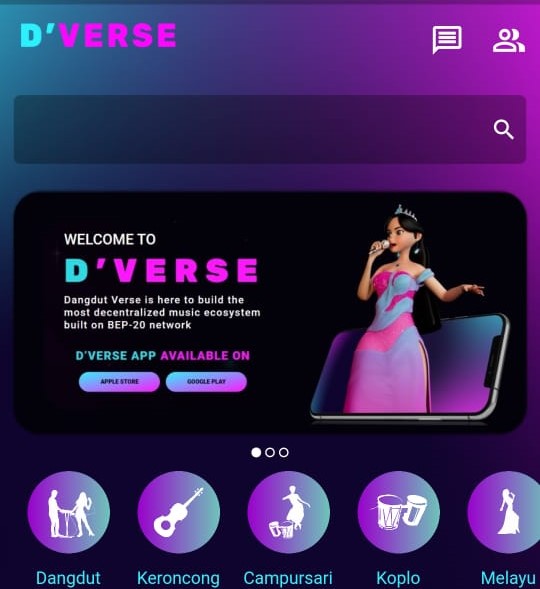 D'VERSE
WELCOME TO
D'VERSE
Dangdut Verse is here to build the
most decentralized music ecosystem
built on BEP-20 network
D'VERSE APP AVAILABLE ON
APPLE STORE
GOOGLE PLAY
Dangdut
Keroncong
Campursari
Koplo
Melayu